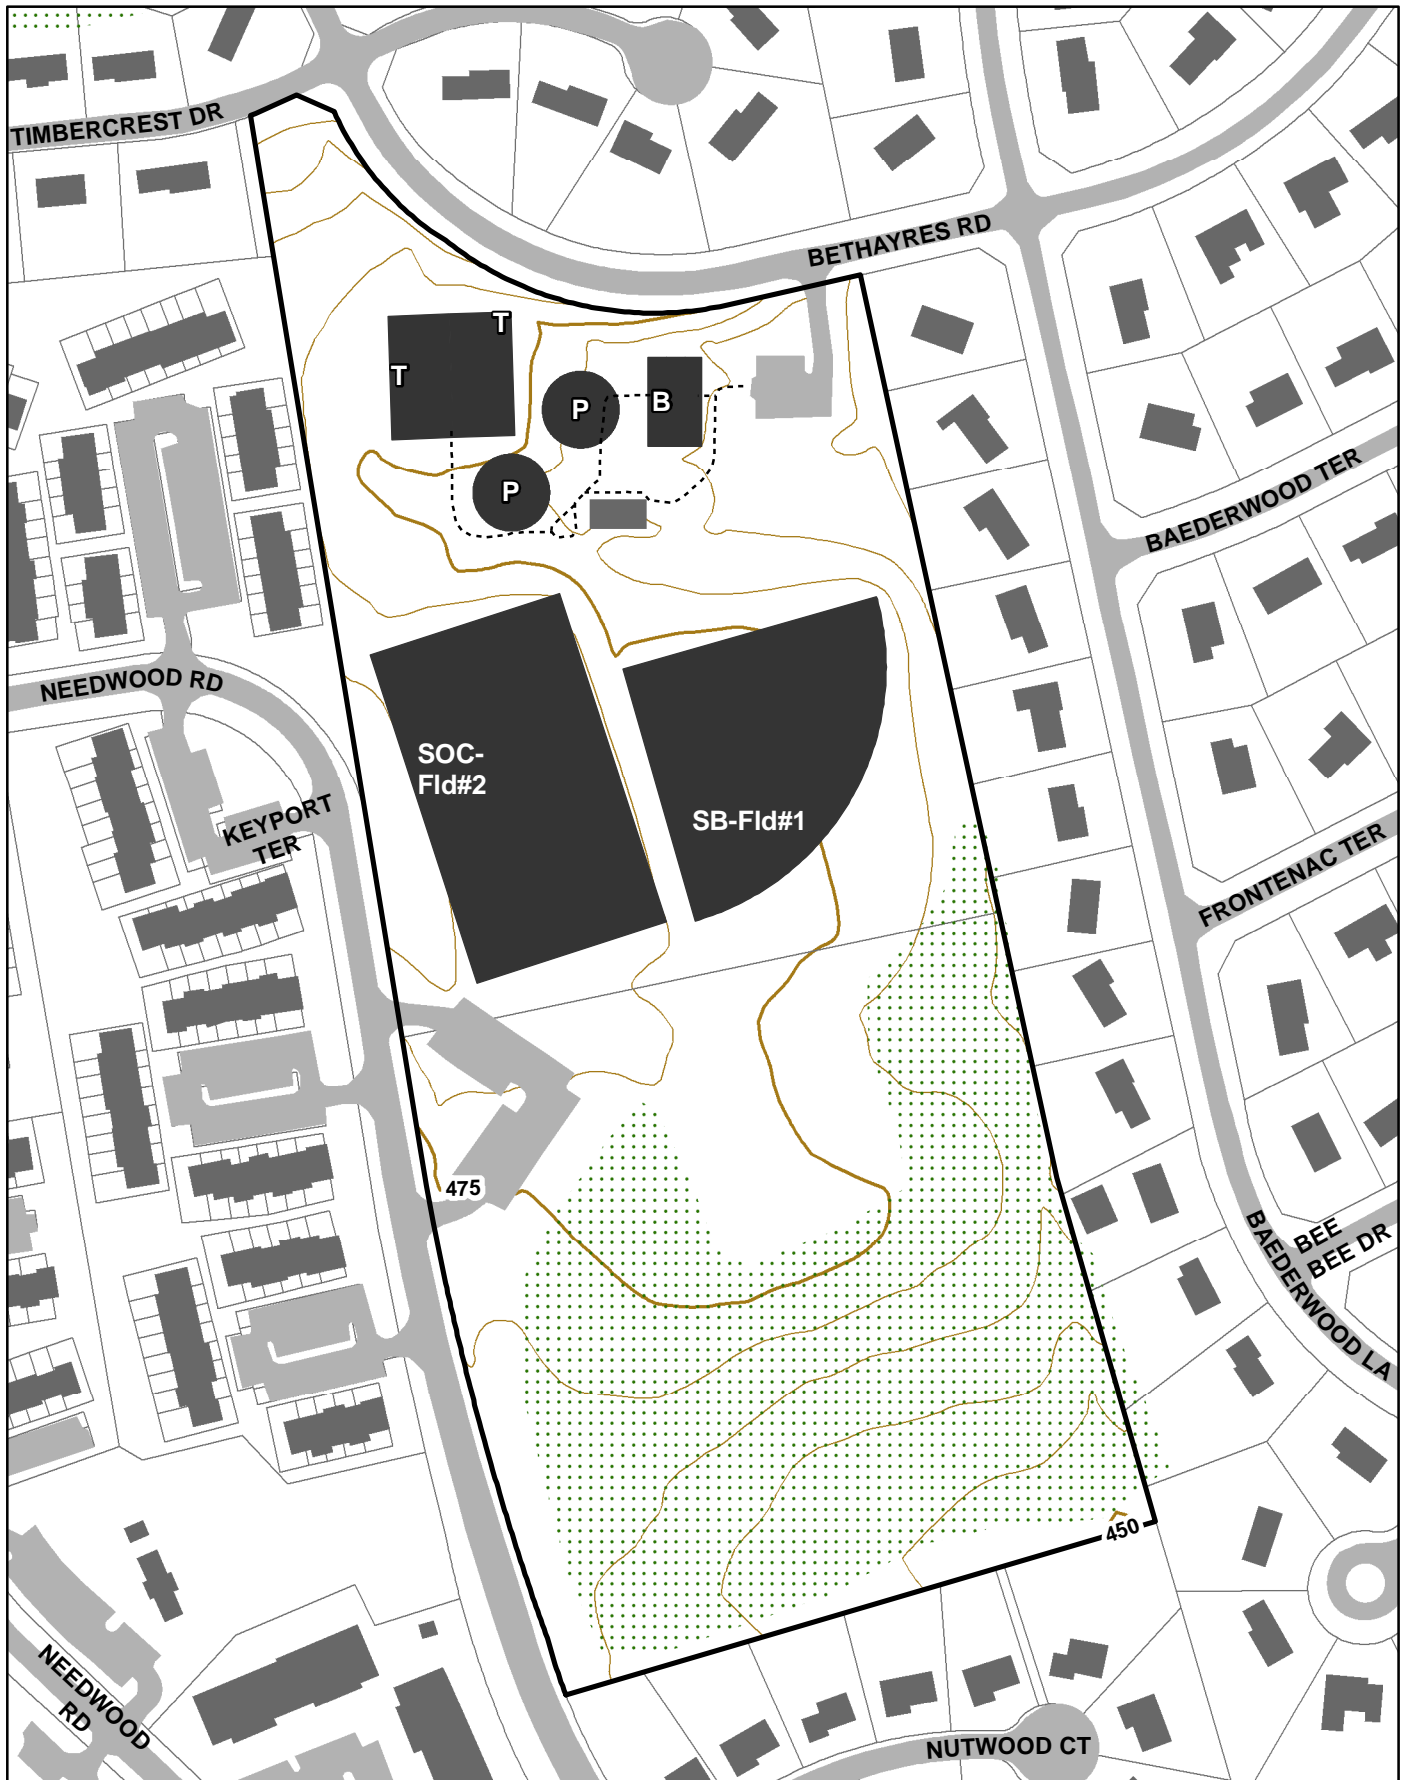 TIMBERCREST DR
BETHAYRES RD
T
T
P
B
P
BAEDERWOOD TER
NEEDWOOD RD
SOC-
Fld#2
SB-Fld#1
KEYPORT
TER
FRONTENAC TER
475
BEE
BEE DR
BAEDERWOOD LA
450
NEEDWOOD
RD
NUTWOOD CT